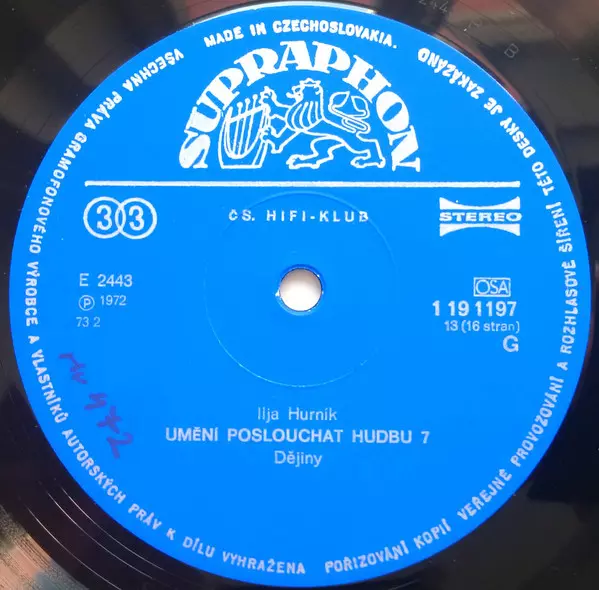 VŠECHNA PRÁVA GRAMOFONOVÉHO VÝROBCE A VLASTNÍKŮ AUTORSKÝCH PRÁV K DÍLU VYHRAŽENA
MADE IN CZECHOSLOVAKIA.
POŘIZOVÁNÍ KOPIÍ VEŘEJNÉ PROVOZOVÁNÍ A ROZHLASOVÉ ŠÍŘENÍ TÉTO DESKY JE ZAKÁZÁNO
SUPRAPHON
33
ČS. HIFI-KLUB
STEREO
E 2443
Ⓟ 1972
73 2
OSA
1 19 1197
13 (16 stran)
G
Ilja Hurník
UMĚNÍ POSLOUCHAT HUDBU 7
Dějiny